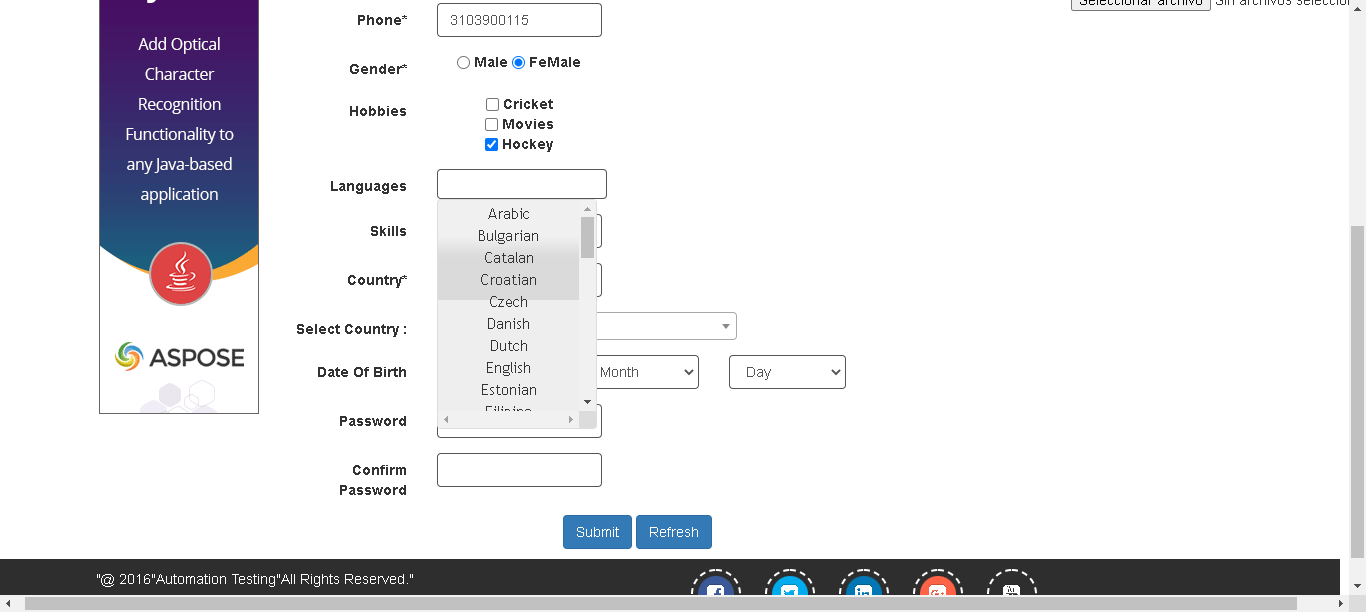 Seleccionar archivo Sin archivos seleccion
Phone* 3103900115
Add Optical
Character
Recognition
Functionality to
any Java-based
application
ASPOSE
Gender* Male FeMale
Hobbies Cricket
Movies
Hockey
Languages
Arabic
Bulgarian
Catalan
Croatian
Czech
Danish
Dutch
English
Estonian
Filipino
Skills
Country*
Select Country :
Date Of Birth Month Day
Password
Confirm
Password
Submit Refresh
"@ 2016"Automation Testing"All Rights Reserved."